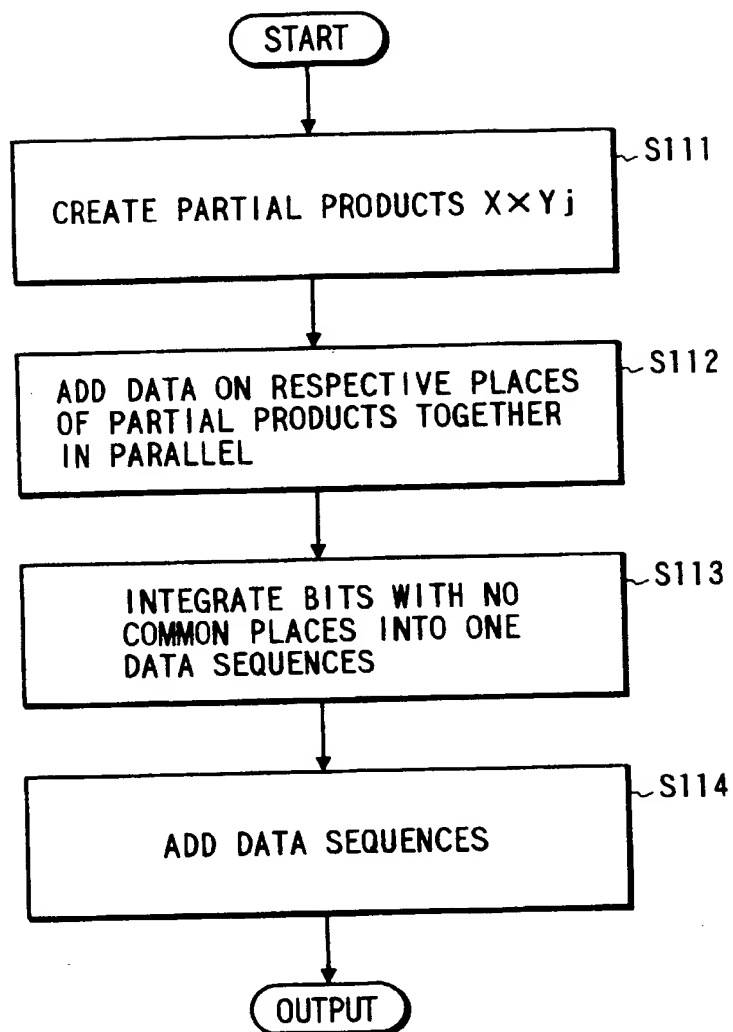 START
S111
CREATE PARTIAL PRODUCTS X×Yj
S112
ADD DATA ON RESPECTIVE PLACES
OF PARTIAL PRODUCTS TOGETHER
IN PARALLEL
S113
INTEGRATE BITS WITH NO
COMMON PLACES INTO ONE
DATA SEQUENCES
S114
ADD DATA SEQUENCES
OUTPUT